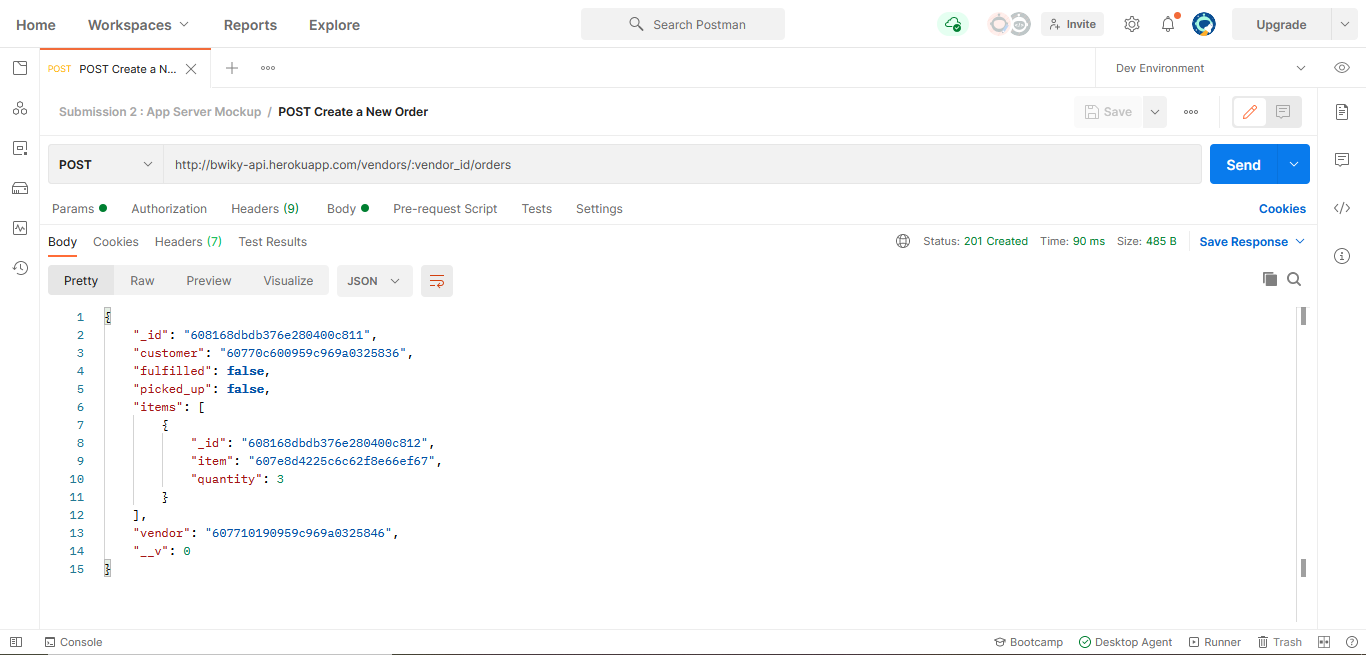 Home Workspaces Reports Explore Search Postman Invite Upgrade
POST POST Create a N... Dev Environment
Submission 2 : App Server Mockup / POST Create a New Order Save
POST http://bwiky-api.herokuapp.com/vendors/:vendor_id/orders Send
Params Authorization Headers (9) Body Pre-request Script Tests Settings Cookies
Body Cookies Headers (7) Test Results Status: 201 Created Time: 90 ms Size: 485 B Save Response
Pretty Raw Preview Visualize JSON
1 {
2 "_id": "608168dbdb376e280400c811",
3 "customer": "60770c600959c969a0325836",
4 "fulfilled": false,
5 "picked_up": false,
6 "items": [
7 {
8 "_id": "608168dbdb376e280400c812",
9 "item": "607e8d4225c6c62f8e66ef67",
10 "quantity": 3
11 }
12 ],
13 "vendor": "607710190959c969a0325846",
14 "__v": 0
15 }
Console Bootcamp Desktop Agent Runner Trash